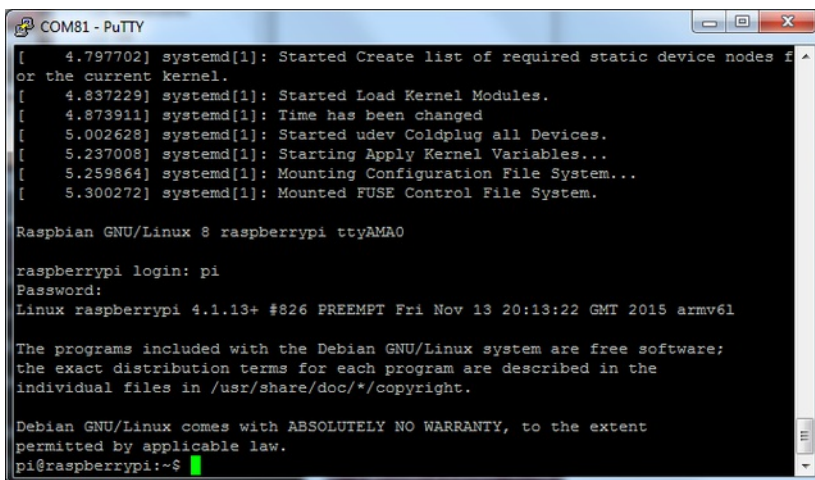 COM81 - PuTTY
[    4.797702] systemd[1]: Started Create list of required static device nodes f
or the current kernel.
[    4.837229] systemd[1]: Started Load Kernel Modules.
[    4.873911] systemd[1]: Time has been changed
[    5.002628] systemd[1]: Started udev Coldplug all Devices.
[    5.237008] systemd[1]: Starting Apply Kernel Variables...
[    5.259864] systemd[1]: Mounting Configuration File System...
[    5.300272] systemd[1]: Mounted FUSE Control File System.
Raspbian GNU/Linux 8 raspberrypi ttyAMA0
raspberrypi login: pi
Password:
Linux raspberrypi 4.1.13+ #826 PREEMPT Fri Nov 13 20:13:22 GMT 2015 armv6l
The programs included with the Debian GNU/Linux system are free software;
the exact distribution terms for each program are described in the
individual files in /usr/share/doc/*/copyright.
Debian GNU/Linux comes with ABSOLUTELY NO WARRANTY, to the extent
permitted by applicable law.
pi@raspberrypi:~$